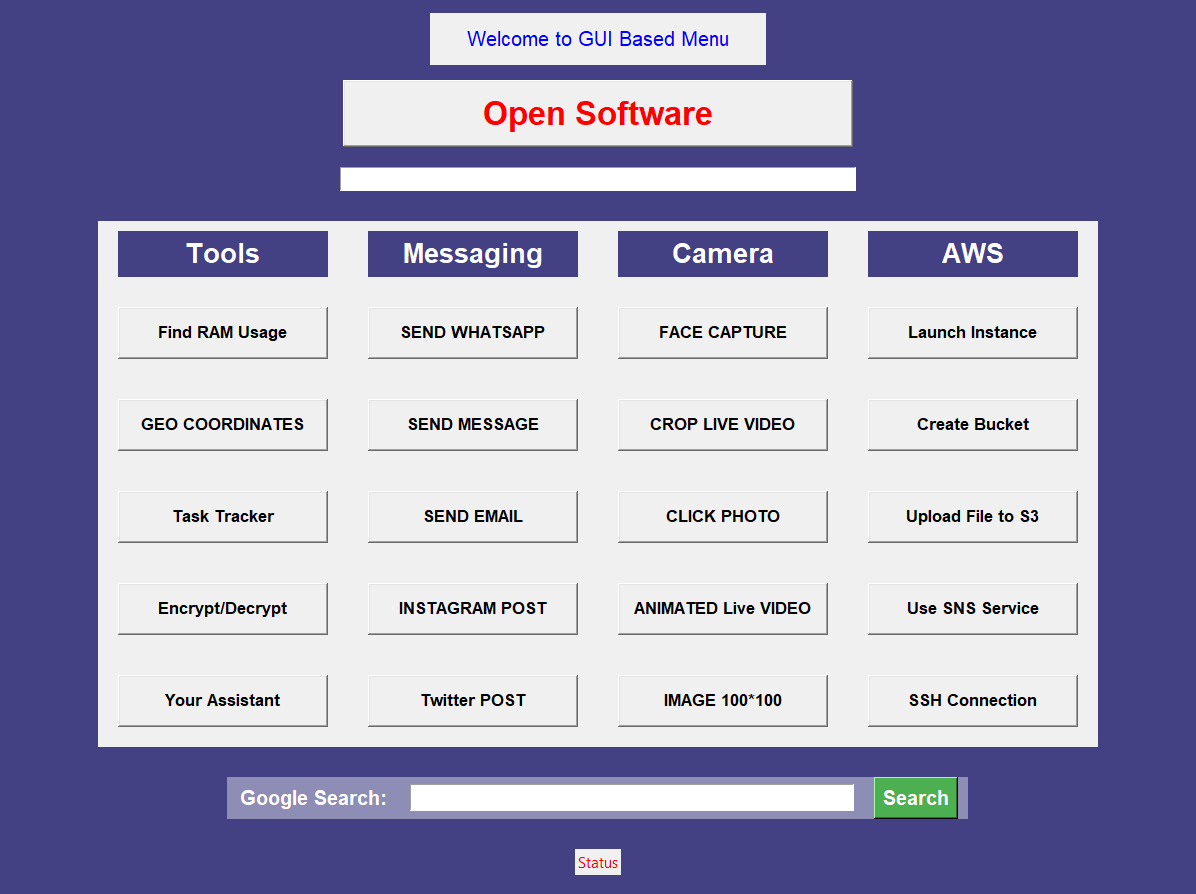 Welcome to GUI Based Menu
Open Software
Tools Messaging Camera AWS
Find RAM Usage SEND WHATSAPP FACE CAPTURE Launch Instance
GEO COORDINATES SEND MESSAGE CROP LIVE VIDEO Create Bucket
Task Tracker SEND EMAIL CLICK PHOTO Upload File to S3
Encrypt/Decrypt INSTAGRAM POST ANIMATED Live VIDEO Use SNS Service
Your Assistant Twitter POST IMAGE 100*100 SSH Connection
Google Search: Search
Status